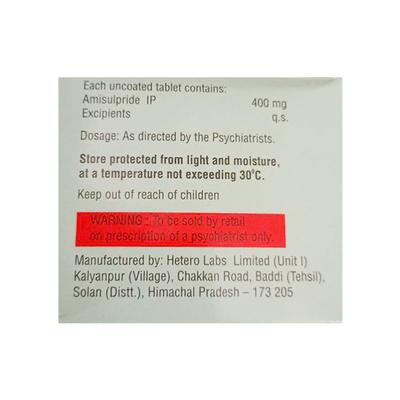 Each uncoated tablet contains:
Amisulpride IP 400 mg
Excipients q.s.
Dosage: As directed by the Psychiatrists.
Store protected from light and moisture,
at a temperature not exceeding 30°C.
Keep out of reach of children
WARNING : To be sold by retail
on prescription of a psychiatrist only.
Manufactured by: Hetero Labs Limited (Unit I)
Kalyanpur (Village), Chakkan Road, Baddi (Tehsil),
Solan (Distt.), Himachal Pradesh – 173 205